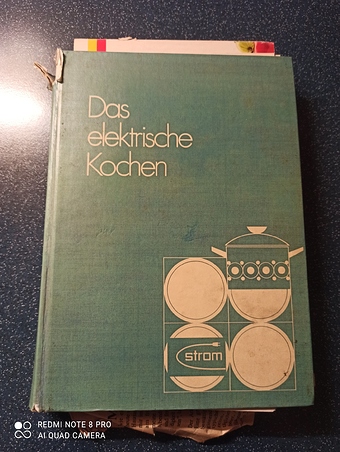 Das
elektrische
Kochen
strom
REDMI NOTE 8 PRO
AI QUAD CAMERA